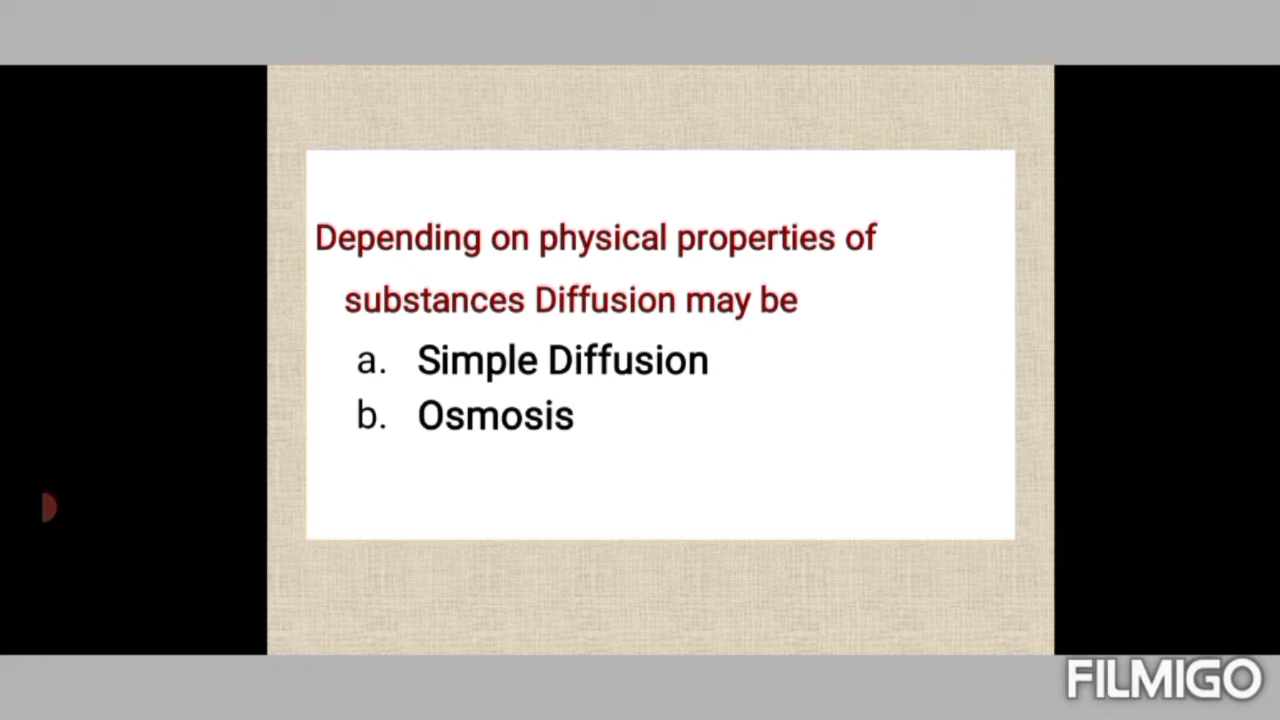 Depending on physical properties of
substances Diffusion may be
a. Simple Diffusion
b. Osmosis
FILMIGO